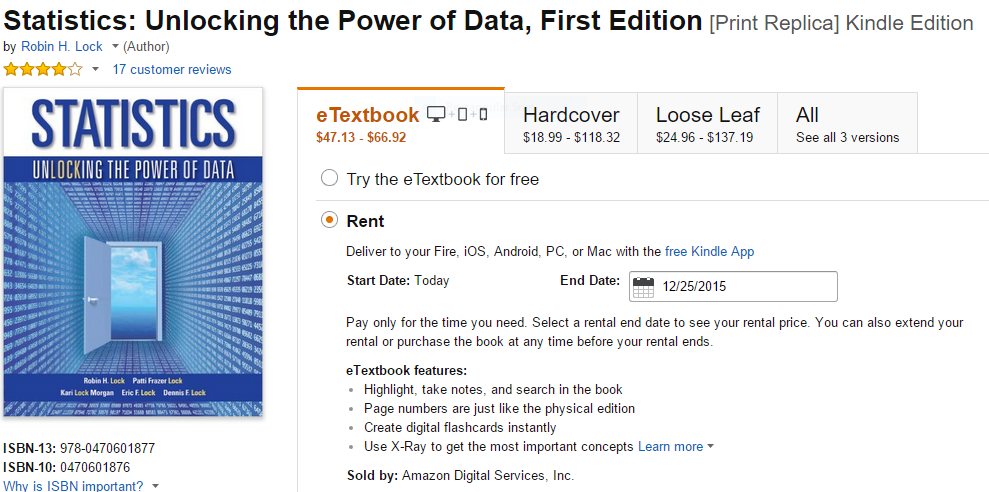 Statistics: Unlocking the Power of Data, First Edition [Print Replica] Kindle Edition
by Robin H. Lock (Author)
17 customer reviews
STATISTICS
UNLOCKING THE POWER OF DATA
Robin H. Lock Patti Frazer Lock
Kari Lock Morgan Eric F. Lock Dennis F. Lock
ISBN-13: 978-0470601877
ISBN-10: 0470601876
Why is ISBN important?
eTextbook
$47.13 - $66.92
Hardcover
$18.99 - $118.32
Loose Leaf
$24.96 - $137.19
All
See all 3 versions
Try the eTextbook for free
Rent
Deliver to your Fire, iOS, Android, PC, or Mac with the free Kindle App
Start Date: Today End Date: 12/25/2015
Pay only for the time you need. Select a rental end date to see your rental price. You can also extend your
rental or purchase the book at any time before your rental ends.
eTextbook features:
Highlight, take notes, and search in the book
Page numbers are just like the physical edition
Create digital flashcards instantly
Use X-Ray to get the most important concepts Learn more
Sold by: Amazon Digital Services, Inc.